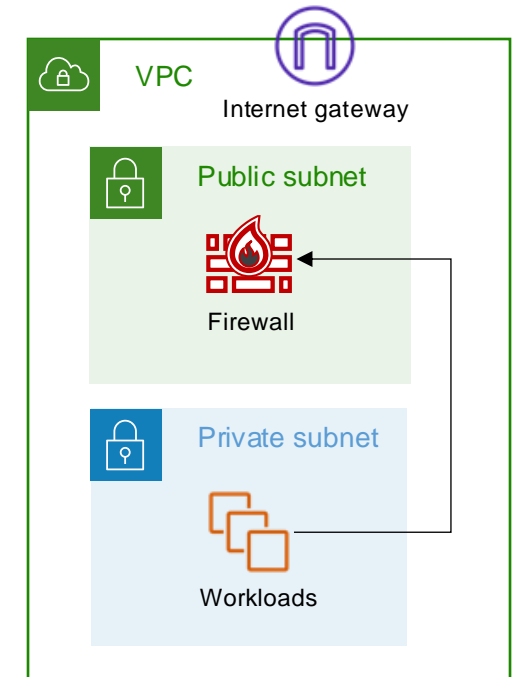 VPC
Internet gateway
Public subnet
Firewall
Private subnet
Workloads